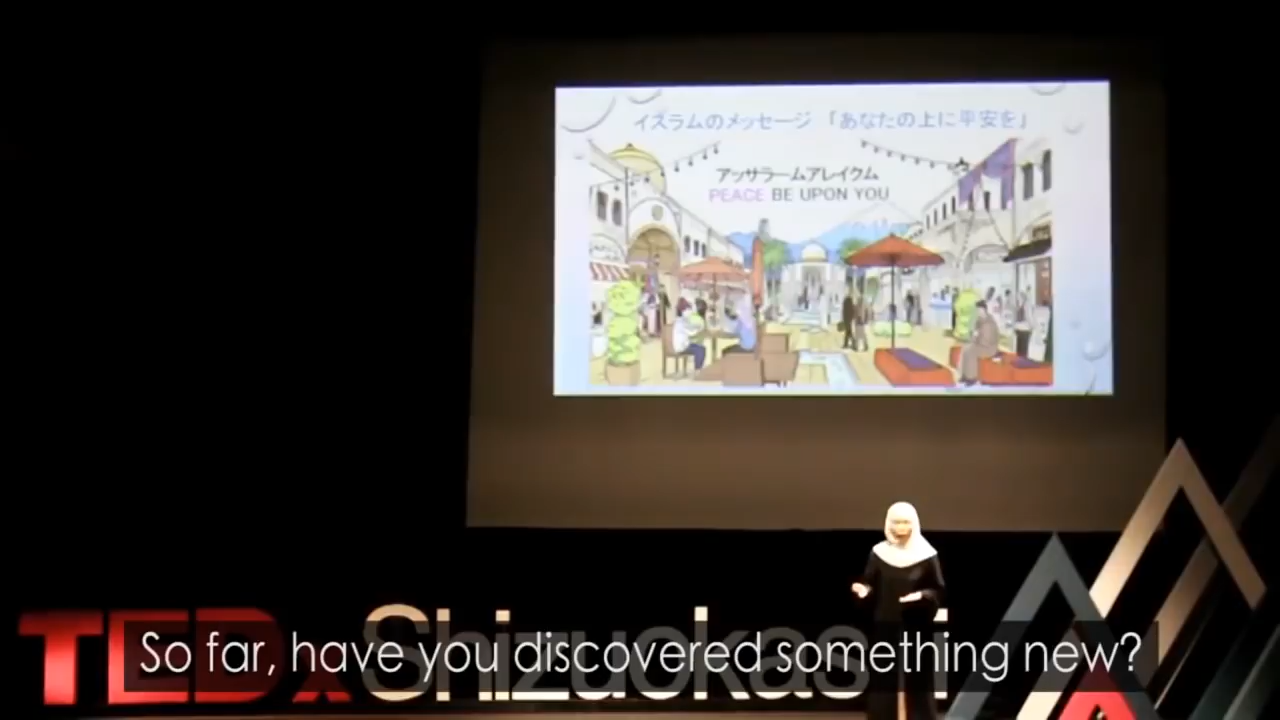 イスラムのメッセージ 「あなたの上に平安を」
アッサラームアレイクム
PEACE BE UPON YOU
TEDxShizuokashi
So far, have you discovered something new?